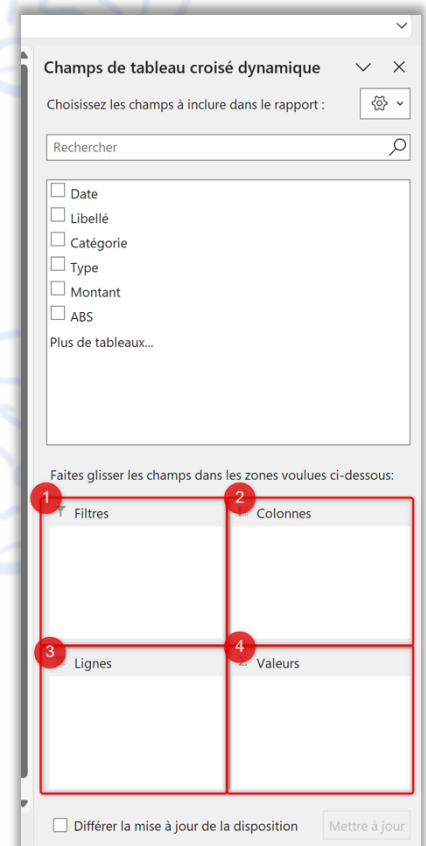 Champs de tableau croisé dynamique
Choisissez les champs à inclure dans le rapport :
Rechercher
Date
Libellé
Catégorie
Type
Montant
ABS
Plus de tableaux...
Faites glisser les champs dans les zones voulues ci-dessous:
1 Filtres
2 Colonnes
3 Lignes
4 Σ Valeurs
Différer la mise à jour de la disposition Mettre à jour